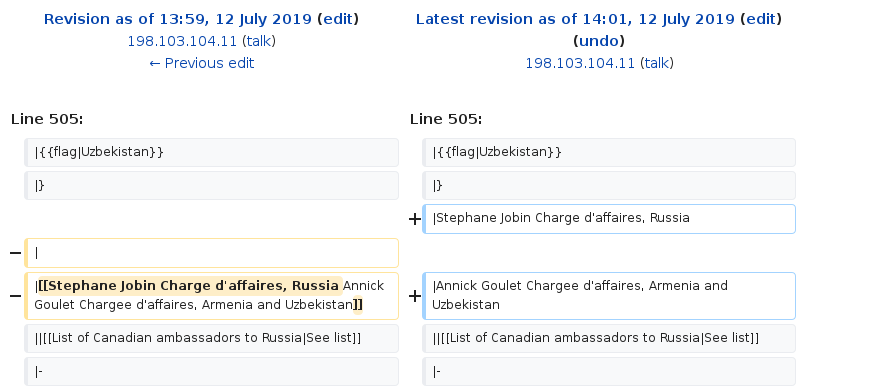 Revision as of 13:59, 12 July 2019 (edit)
198.103.104.11 (talk)
← Previous edit
Latest revision as of 14:01, 12 July 2019 (edit)
(undo)
198.103.104.11 (talk)
Line 505:
Line 505:
|{{flag|Uzbekistan}}
|{{flag|Uzbekistan}}
|}
|}
+
|Stephane Jobin Charge d'affaires, Russia
−
|
−
|[[Stephane Jobin Charge d'affaires, Russia Annick
Goulet Chargee d'affaires, Armenia and Uzbekistan]]
+
|Annick Goulet Chargee d'affaires, Armenia and
Uzbekistan
||[[List of Canadian ambassadors to Russia|See list]]
||[[List of Canadian ambassadors to Russia|See list]]
|-
|-